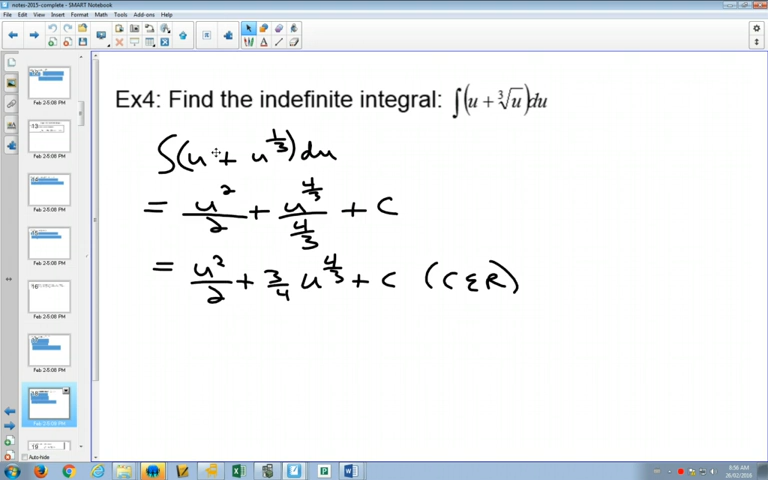 notes-2015-complete - SMART Notebook
File Edit View Insert Format Math Tools Add-ons Help
Ex4: Find the indefinite integral: ∫(u + ∛u)du
∫(u + u^(1/3))du
= u^2/2 + u^(4/3)/(4/3) + C
= u^2/2 + 3/4 u^(4/3) + C (C ∈ R)
Feb 2-5:08 PM
Feb 2-5:08 PM
Feb 2-5:08 PM
Feb 2-5:08 PM
Feb 2-5:08 PM
Feb 2-5:08 PM
Feb 2-5:08 PM
Auto-hide
8:56 AM
26/02/2016